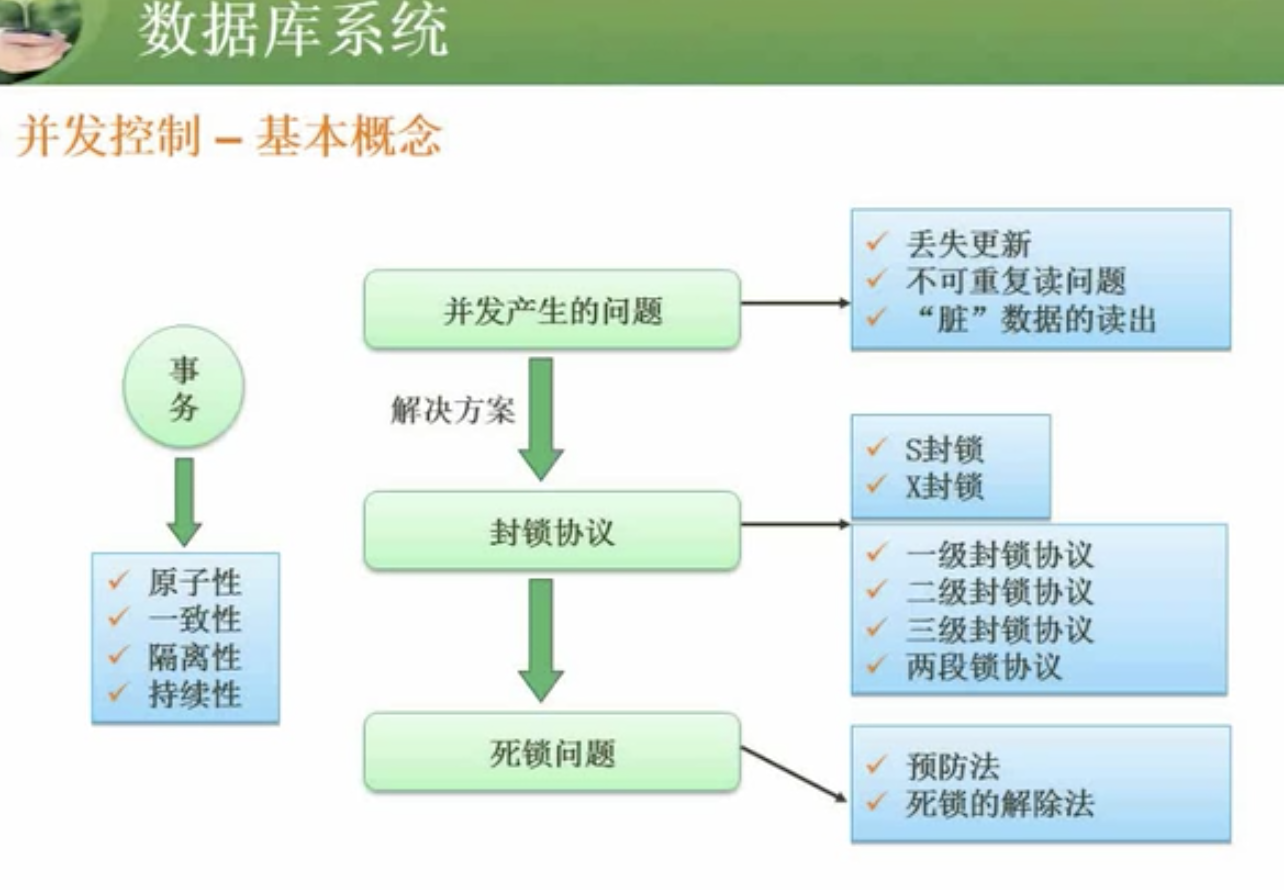 数据库系统
并发控制 – 基本概念
事
务
原子性
一致性
隔离性
持续性
并发产生的问题
丢失更新
不可重复读问题
“脏”数据的读出
解决方案
封锁协议
S封锁
X封锁
一级封锁协议
二级封锁协议
三级封锁协议
两段锁协议
死锁问题
预防法
死锁的解除法